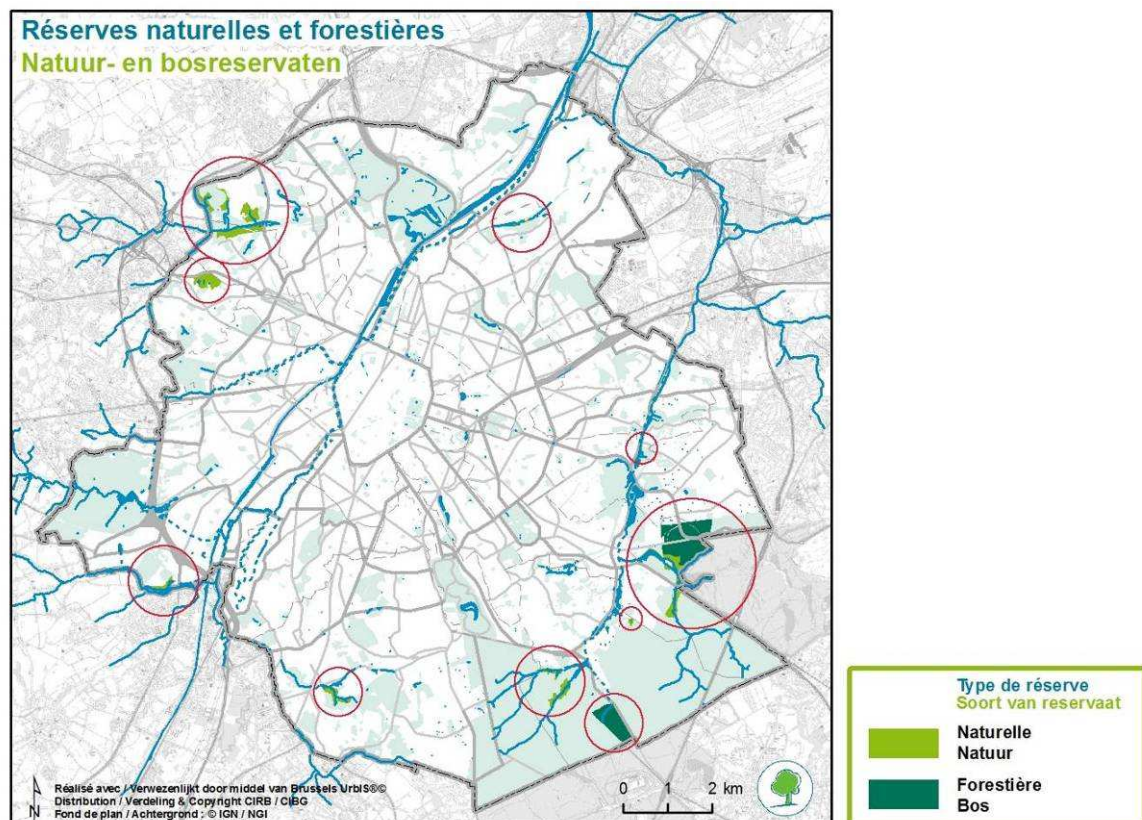 Réserves naturelles et forestières
Natuur- en bosreservaten
Type de réserve
Soort van reservaat
Naturelle
Natuur
Forestière
Bos
N
Réalisé avec / Verwezenlijkt door middel van Brussels UrbIS®©
Distribution / Verdeling & Copyright CIRB / CIBG
Fond de plan / Achtergrond : © IGN / NGI
0 1 2 km